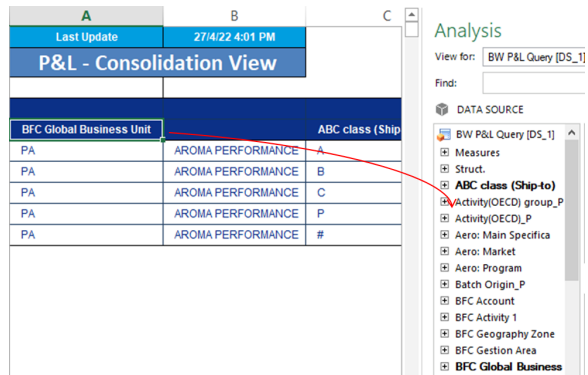 A B C
Last Update 27/4/22 4:01 PM
P&L - Consolidation View
BFC Global Business Unit ABC class (Ship
PA AROMA PERFORMANCE A
PA AROMA PERFORMANCE B
PA AROMA PERFORMANCE C
PA AROMA PERFORMANCE P
PA AROMA PERFORMANCE #
Analysis
View for: BW P&L Query [DS_1]
Find:
DATA SOURCE
BW P&L Query [DS_1]
Measures
Struct.
ABC class (Ship-to)
Activity(OECD) group_P
Activity(OECD)_P
Aero: Main Specifica
Aero: Market
Aero: Program
Batch Origin_P
BFC Account
BFC Activity 1
BFC Geography Zone
BFC Gestion Area
BFC Global Business